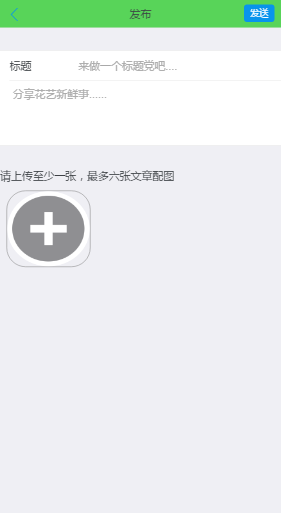 发布
发送
标题 来做一个标题党吧....
分享花艺新鲜事......
请上传至少一张，最多六张文章配图